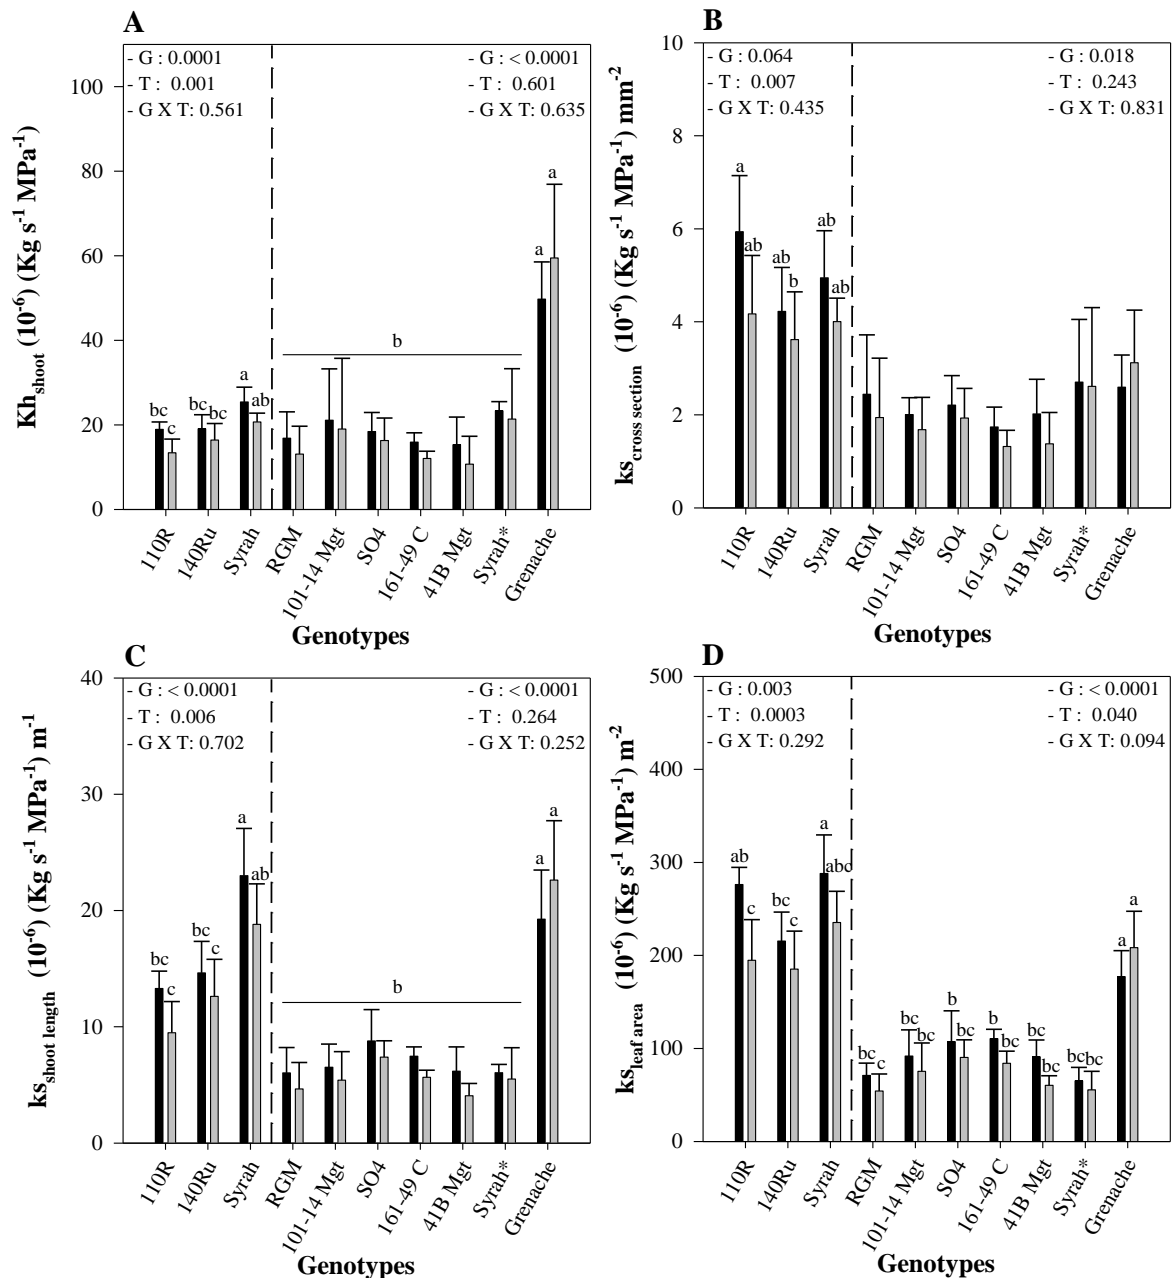 A
- G : 0.0001
- T : 0.001
- G X T: 0.561
- G : < 0.0001
- T : 0.601
- G X T: 0.635
Kh shoot (10-6) (Kg s-1 MPa-1)
100
80
60
40
20
0
bc
c
bc
bc
a
ab
b
a
a
110R
140Ru
Syrah
RGM
101-14 Mgt
SO4
161-49 C
41B Mgt
Syrah*
Grenache
Genotypes
B
- G : 0.064
- T : 0.007
- G X T: 0.435
- G : 0.018
- T : 0.243
- G X T: 0.831
ks cross section (10-6) (Kg s-1 MPa-1) mm-2
10
8
6
4
2
0
a
ab
ab
b
ab
ab
110R
140Ru
Syrah
RGM
101-14 Mgt
SO4
161-49 C
41B Mgt
Syrah*
Grenache
Genotypes
C
- G : < 0.0001
- T : 0.006
- G X T: 0.702
- G : < 0.0001
- T : 0.264
- G X T: 0.252
ks shoot length (10-6) (Kg s-1 MPa-1) m-1
40
30
20
10
0
bc
c
bc
c
a
ab
b
a
a
110R
140Ru
Syrah
RGM
101-14 Mgt
SO4
161-49 C
41B Mgt
Syrah*
Grenache
Genotypes
D
- G : 0.003
- T : 0.0003
- G X T: 0.292
- G : < 0.0001
- T : 0.040
- G X T: 0.094
ks leaf area (10-6) (Kg s-1 MPa-1) m-2
500
400
300
200
100
0
ab
c
bc
c
a
abc
bc
c
bc
bc
b
bc
b
bc
bc
bc
bc
bc
a
a
110R
140Ru
Syrah
RGM
101-14 Mgt
SO4
161-49 C
41B Mgt
Syrah*
Grenache
Genotypes